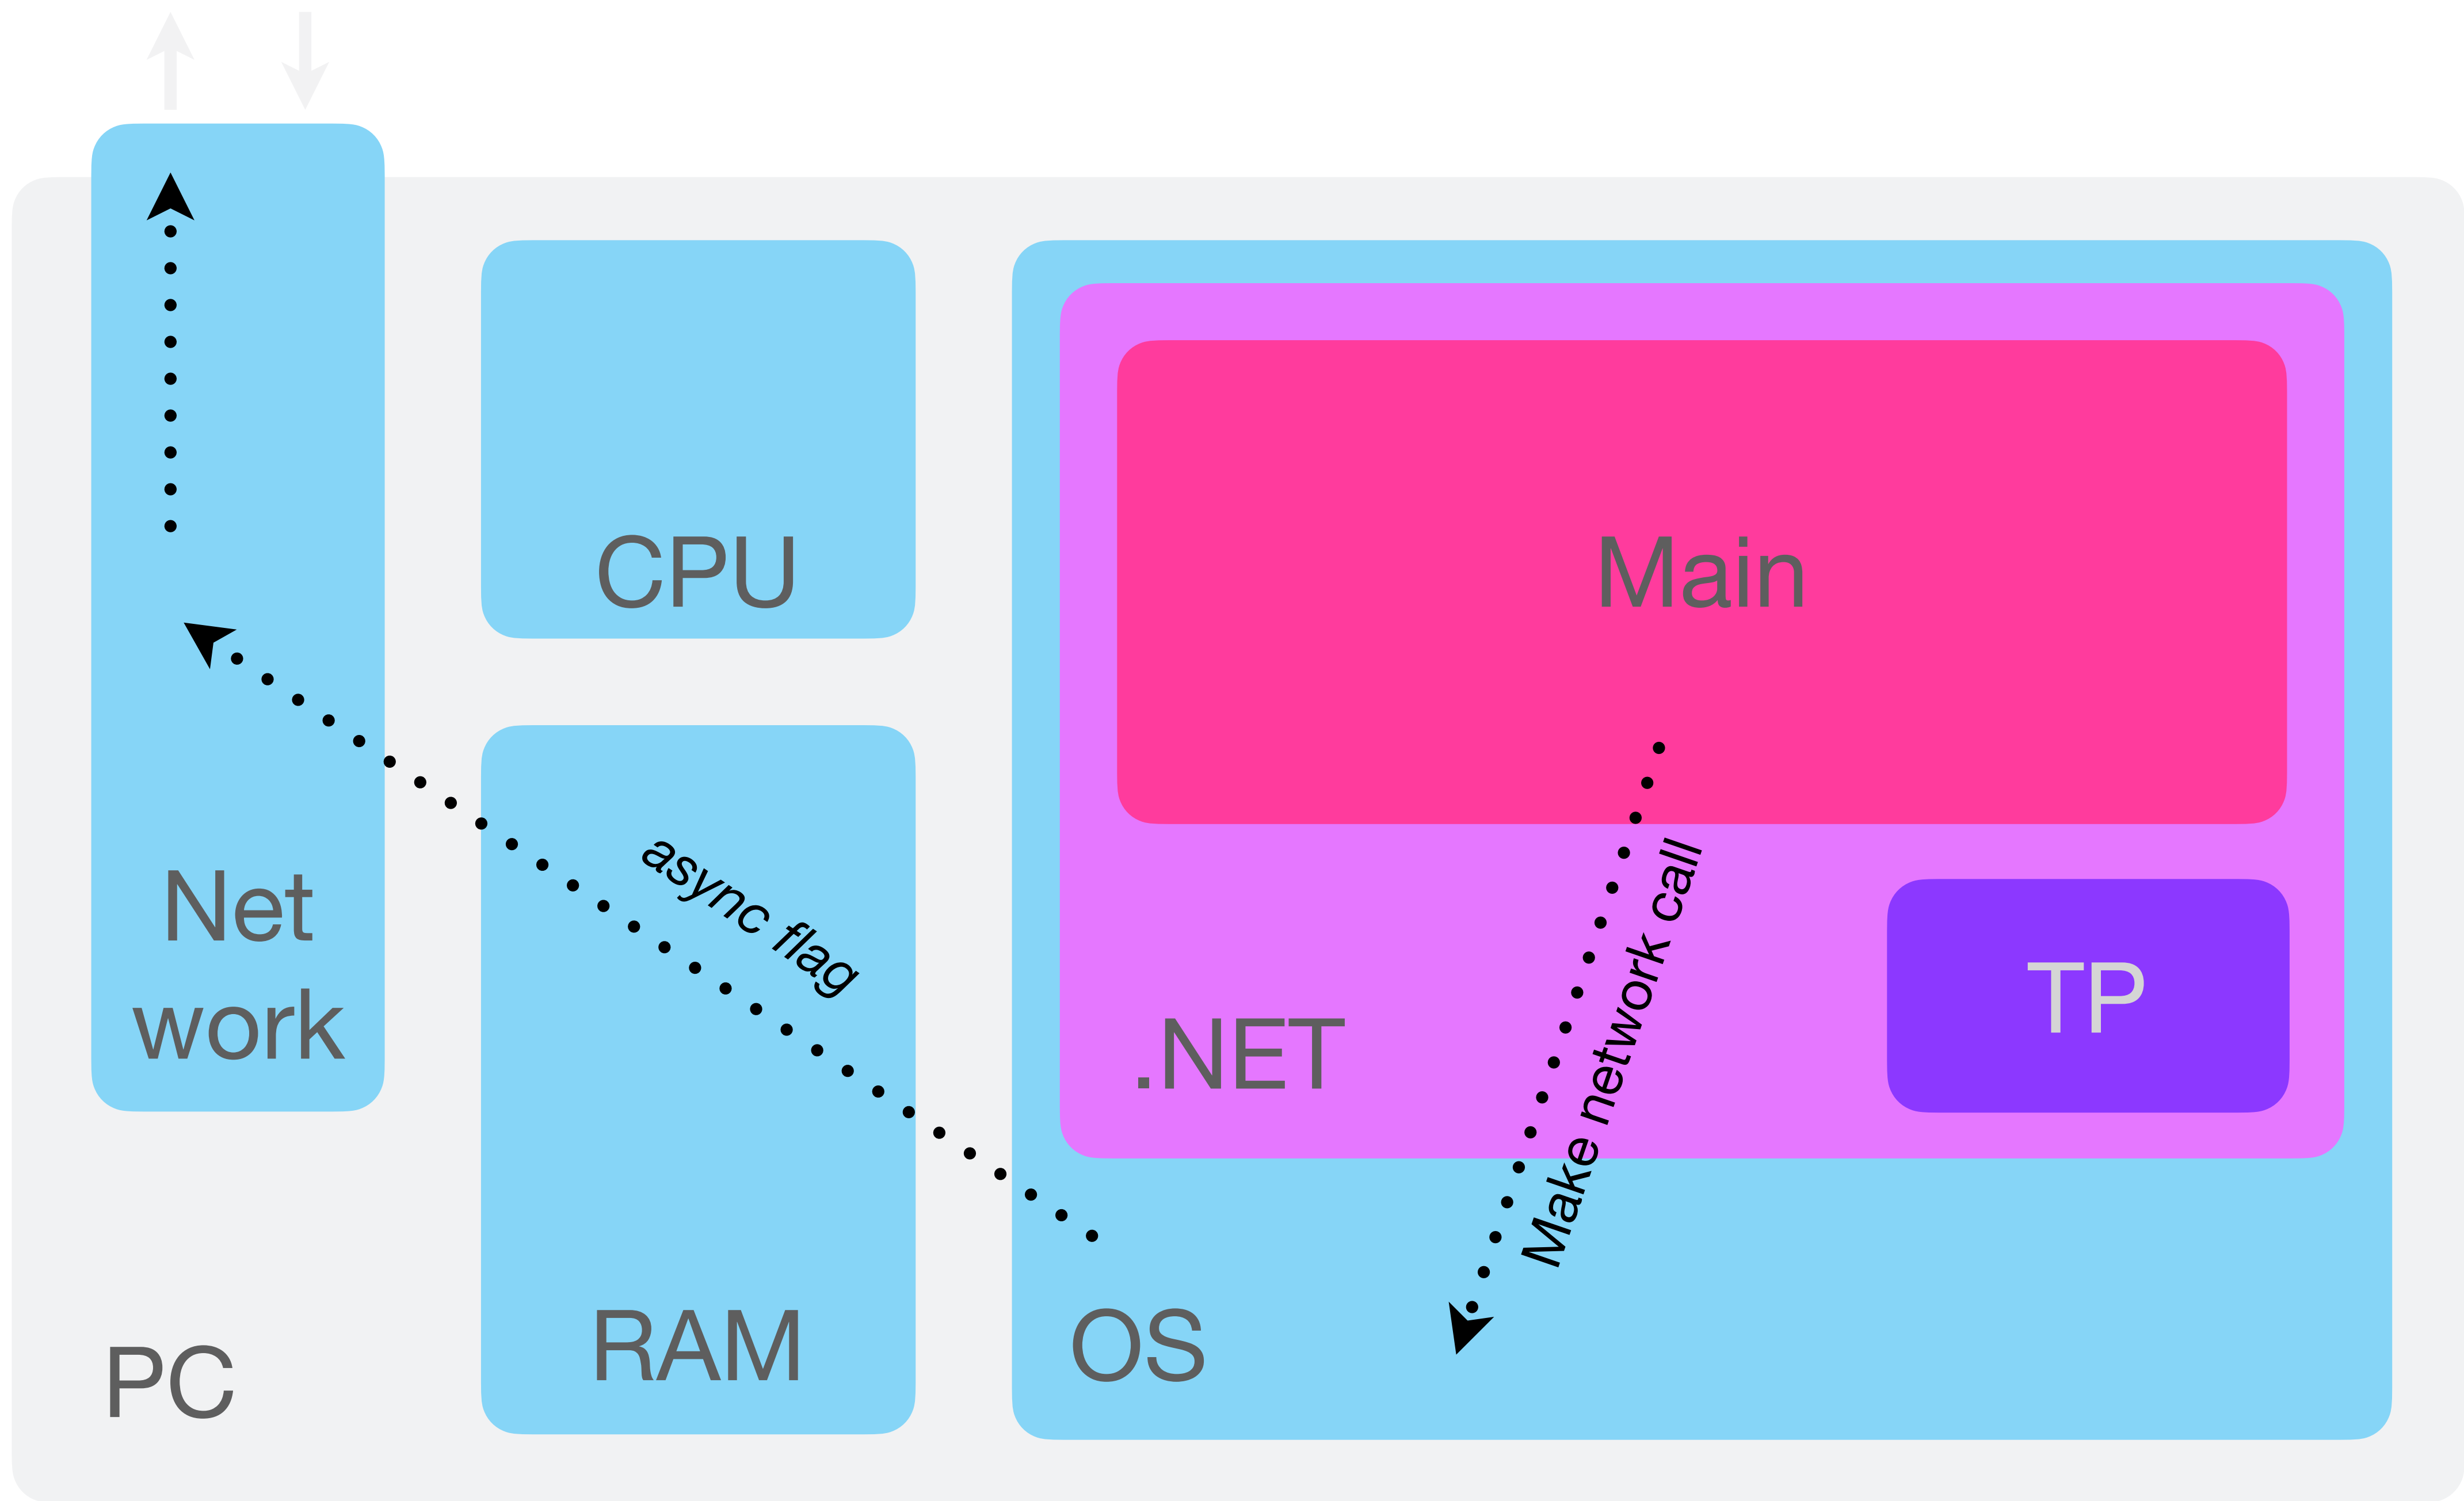 CPU
Main
async flag
Make network call
Net
work
TP
.NET
RAM
OS
PC